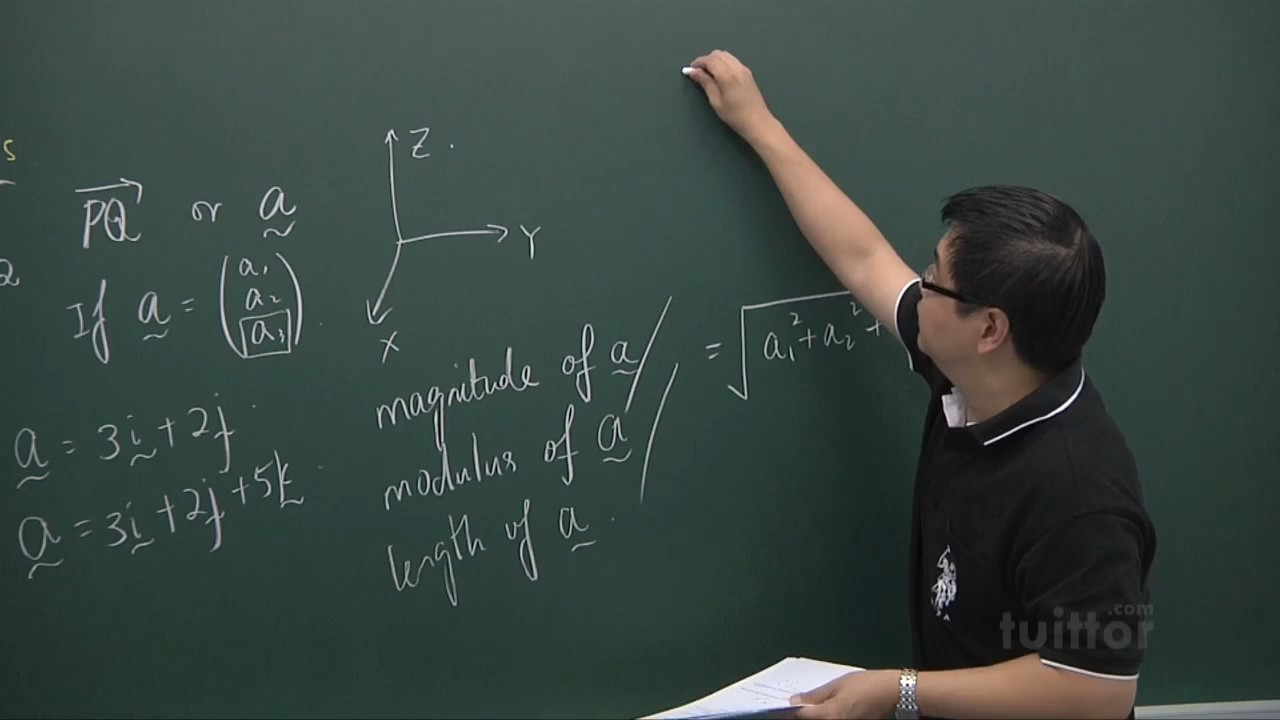 s
PQ or a
2
If a = (a₁ a₂ a₃)
a = 3i + 2j
a = 3i + 2j + 5k
Z
Y
X
magnitude of a /
modulus of a /
length of a
= √a₁² + a₂² +
tuittor.com